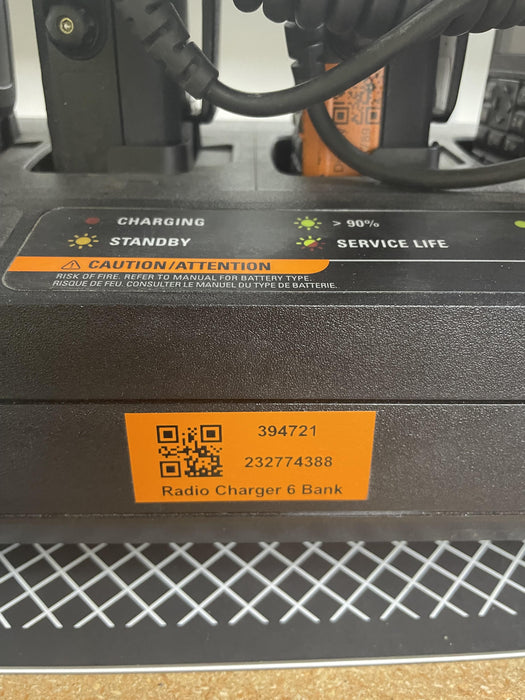 CHARGING
> 90%
STANDBY
SERVICE LIFE
CAUTION/ATTENTION
RISK OF FIRE. REFER TO MANUAL FOR BATTERY TYPE.
RISQUE DE FEU. CONSULTER LE MANUEL DU TYPE DE BATTERIE.
394721
232774388
Radio Charger 6 Bank